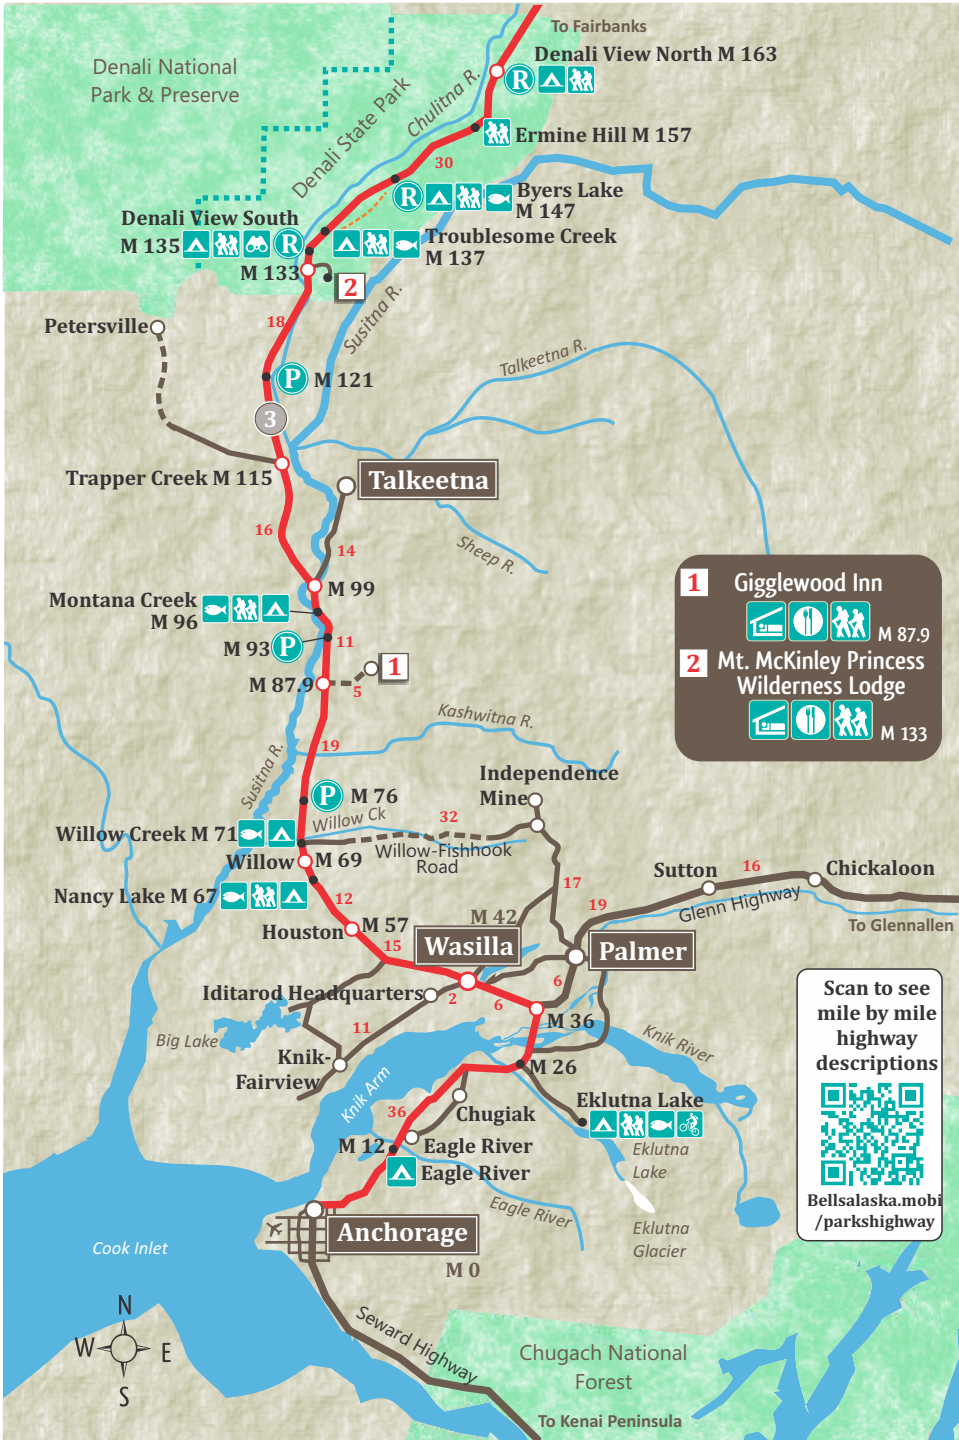 To Fairbanks
Denali View North M 163
R
Denali National
Park & Preserve
Denali State Park
Chulitna R.
Ermine Hill M 157
30
R
Byers Lake
M 147
Denali View South
M 135
R
Troublesome Creek
M 137
M 133
2
Susitna R.
18
Petersville
Talkeetna R.
P
M 121
3
Trapper Creek M 115
Talkeetna
16
14
Sheep R.
M 99
Montana Creek
M 96
M 93
P
11
M 87.9
5
1
1
Gigglewood Inn
M 87.9
2
Mt. McKinley Princess
Wilderness Lodge
M 133
Kashwitna R.
19
Susitna R.
Independence
Mine
P
M 76
Willow Ck
32
Willow Creek M 71
Willow-Fishhook
Road
Willow
M 69
Nancy Lake M 67
12
17
Sutton
16
Chickaloon
19
Glenn Highway
To Glennallen
M 42
Houston
M 57
15
Wasilla
Palmer
6
Iditarod Headquarters
2
6
M 36
Big Lake
11
Knik-
Fairview
Knik River
Knik Arm
M 26
Eklutna Lake
36
Chugiak
M 12
Eagle River
Eagle River
Eklutna
Lake
Eagle River
Eklutna
Glacier
Anchorage
M 0
Cook Inlet
Scan to see
mile by mile
highway
descriptions
Bellsalaska.mobi
/parkshighway
N
W
E
S
Seward Highway
Chugach National
Forest
To Kenai Peninsula